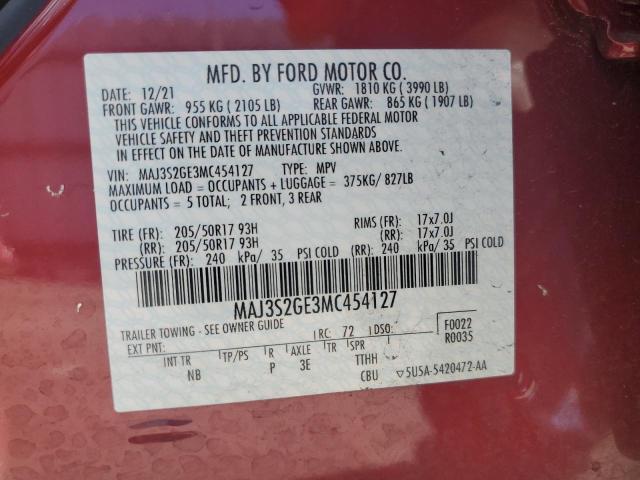 MFD. BY FORD MOTOR CO.
DATE: 12/21 GVWR: 1810 KG ( 3990 LB)
FRONT GAWR: 955 KG ( 2105 LB) REAR GAWR: 865 KG ( 1907 LB)
THIS VEHICLE CONFORMS TO ALL APPLICABLE FEDERAL MOTOR
VEHICLE SAFETY AND THEFT PREVENTION STANDARDS
IN EFFECT ON THE DATE OF MANUFACTURE SHOWN ABOVE.
VIN: MAJ3S2GE3MC454127 TYPE: MPV
MAXIMUM LOAD = OCCUPANTS + LUGGAGE = 375KG/ 827LB
OCCUPANTS = 5 TOTAL; 2 FRONT, 3 REAR
TIRE (FR): 205/50R17 93H RIMS (FR): 17x7.0J
(RR): 205/50R17 93H (RR): 17x7.0J
PRESSURE (FR): 240 kPa/ 35 PSI COLD (RR): 240 kPa/ 35 PSI COLD
MAJ3S2GE3MC454127
TRAILER TOWING - SEE OWNER GUIDE
EXT PNT: RC: 72 DSO: F0022
R0035
INT TR TP/PS R AXLE TR SPR
NB P 3E TTHH
CBU ▽5U5A-5420472-AA